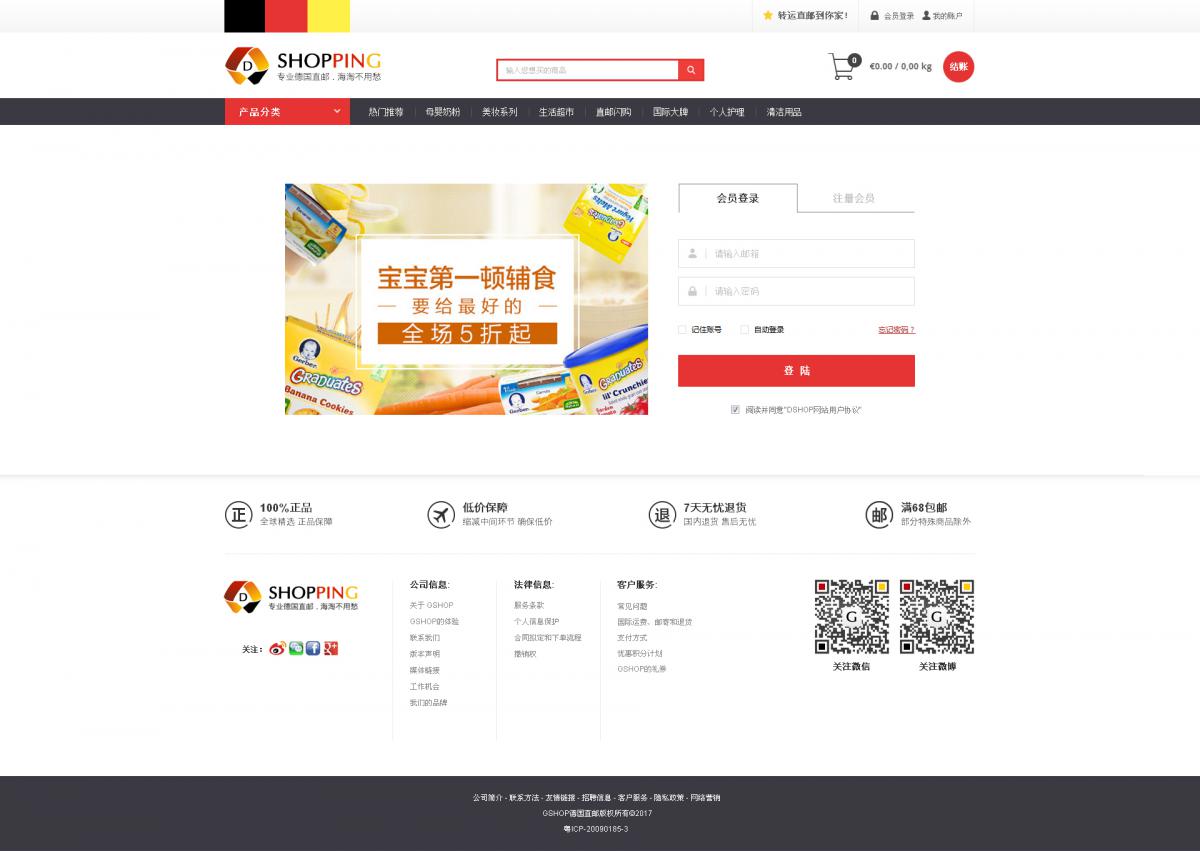 转运直邮到你家!
会员登录 我的账户
D SHOPPING
专业德国直邮 . 海淘不用愁
输入您想买的商品
0
€0.00 / 0,00 kg
结账
产品分类
热门推荐 母婴奶粉 美妆系列 生活超市 直邮闪购 国际大牌 个人护理 清洁用品
宝宝第一顿辅食
要给最好的
全场5折起
Gerber
Graduates
Banana Cookies
Graduates
Yogurt Melts
Gerber
Graduates
lil' Crunchies
会员登录 注册会员
请输入邮箱
请输入密码
记住账号 自动登录 忘记密码?
登 陆
阅读并同意"DSHOP网站用户协议"
正 100%正品
全球精选 正品保障
低价保障
缩减中间环节 确保低价
退 7天无忧退货
国内退货 售后无忧
邮 满68包邮
部分特殊商品除外
D SHOPPING
专业德国直邮 . 海淘不用愁
关注:
公司信息:
关于 GSHOP
GSHOP的体验
联系我们
版本声明
媒体链接
工作机会
我们的品牌
法律信息:
服务条款
个人信息保护
合同拟定和下单流程
撤销权
客户服务:
常见问题
国际运费、邮寄和退货
支付方式
优惠积分计划
GSHOP的礼券
G G
关注微信 关注微博
公司简介 - 联系方法 - 友情链接 - 招聘信息 - 客户服务 - 隐私政策 - 网络营销
GSHOP德国直邮版权所有©2017
粤ICP-20090185-3